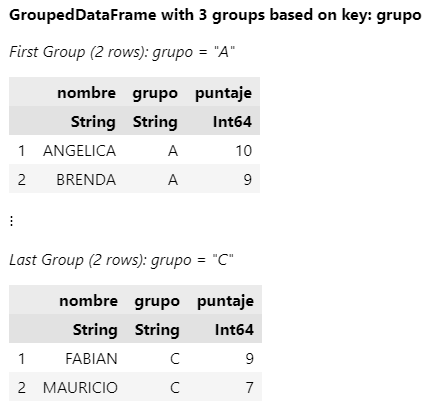 GroupedDataFrame with 3 groups based on key: grupo
First Group (2 rows): grupo = "A"
nombre grupo puntaje
String String Int64
1 ANGELICA A 10
2 BRENDA A 9
⋮
Last Group (2 rows): grupo = "C"
nombre grupo puntaje
String String Int64
1 FABIAN C 9
2 MAURICIO C 7